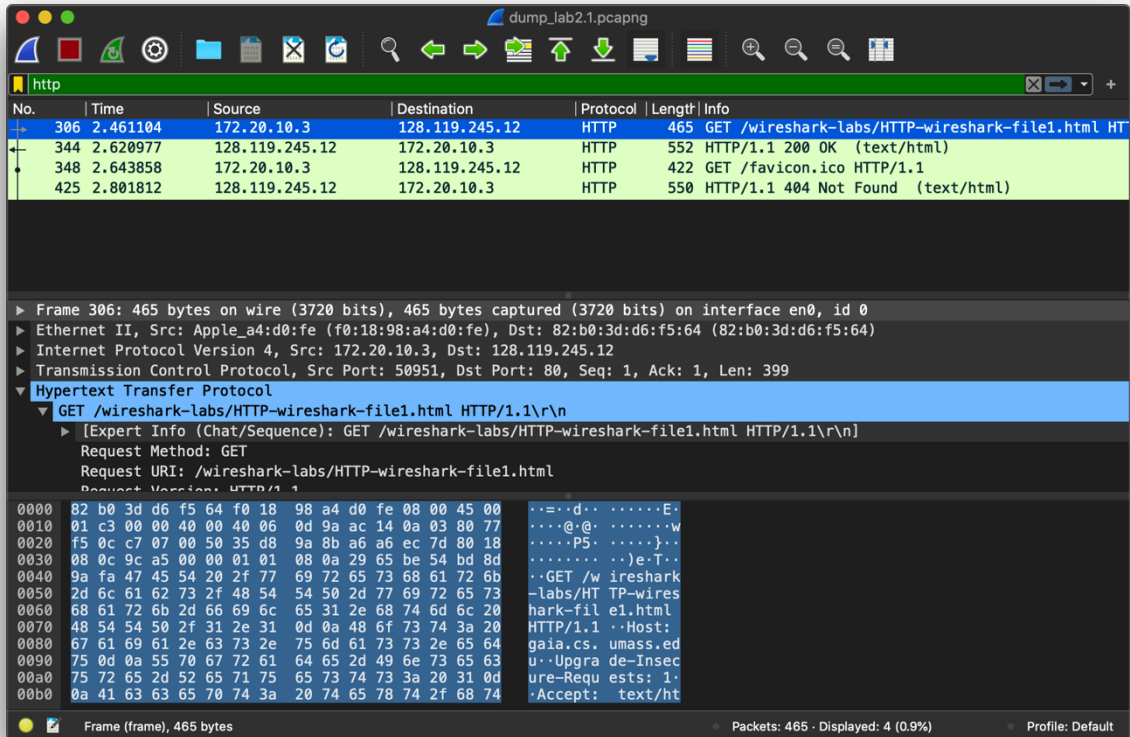 dump_lab2.1.pcapng
http
No. Time Source Destination Protocol Length Info
306 2.461104 172.20.10.3 128.119.245.12 HTTP 465 GET /wireshark-labs/HTTP-wireshark-file1.html HT
344 2.620977 128.119.245.12 172.20.10.3 HTTP 552 HTTP/1.1 200 OK (text/html)
348 2.643858 172.20.10.3 128.119.245.12 HTTP 422 GET /favicon.ico HTTP/1.1
425 2.801812 128.119.245.12 172.20.10.3 HTTP 550 HTTP/1.1 404 Not Found (text/html)
Frame 306: 465 bytes on wire (3720 bits), 465 bytes captured (3720 bits) on interface en0, id 0
Ethernet II, Src: Apple_a4:d0:fe (f0:18:98:a4:d0:fe), Dst: 82:b0:3d:d6:f5:64 (82:b0:3d:d6:f5:64)
Internet Protocol Version 4, Src: 172.20.10.3, Dst: 128.119.245.12
Transmission Control Protocol, Src Port: 50951, Dst Port: 80, Seq: 1, Ack: 1, Len: 399
Hypertext Transfer Protocol
GET /wireshark-labs/HTTP-wireshark-file1.html HTTP/1.1\r\n
[Expert Info (Chat/Sequence): GET /wireshark-labs/HTTP-wireshark-file1.html HTTP/1.1\r\n]
Request Method: GET
Request URI: /wireshark-labs/HTTP-wireshark-file1.html
Request Version: HTTP/1.1
0000 82 b0 3d d6 f5 64 f0 18 98 a4 d0 fe 08 00 45 00 ··=··d·· ······E·
0010 01 c3 00 00 40 00 40 06 0d 9a ac 14 0a 03 80 77 ····@·@· ·······w
0020 f5 0c c7 07 00 50 35 d8 9a 8b a6 a6 ec 7d 80 18 ·····P5· ·····}··
0030 08 0c 9c a5 00 00 01 01 08 0a 29 65 be 54 bd 8d ········ ··)e·T··
0040 9a fa 47 45 54 20 2f 77 69 72 65 73 68 61 72 6b ··GET /w ireshark
0050 2d 6c 61 62 73 2f 48 54 54 50 2d 77 69 72 65 73 -labs/HT TP-wires
0060 68 61 72 6b 2d 66 69 6c 65 31 2e 68 74 6d 6c 20 hark-fil e1.html
0070 48 54 54 50 2f 31 2e 31 0d 0a 48 6f 73 74 3a 20 HTTP/1.1 ··Host:
0080 67 61 69 61 2e 63 73 2e 75 6d 61 73 73 2e 65 64 gaia.cs. umass.ed
0090 75 0d 0a 55 70 67 72 61 64 65 2d 49 6e 73 65 63 u··Upgra de-Insec
00a0 75 72 65 2d 52 65 71 75 65 73 74 73 3a 20 31 0d ure-Requ ests: 1·
00b0 0a 41 63 63 65 70 74 3a 20 74 65 78 74 2f 68 74 ·Accept: text/ht
Frame (frame), 465 bytes Packets: 465 · Displayed: 4 (0.9%) Profile: Default